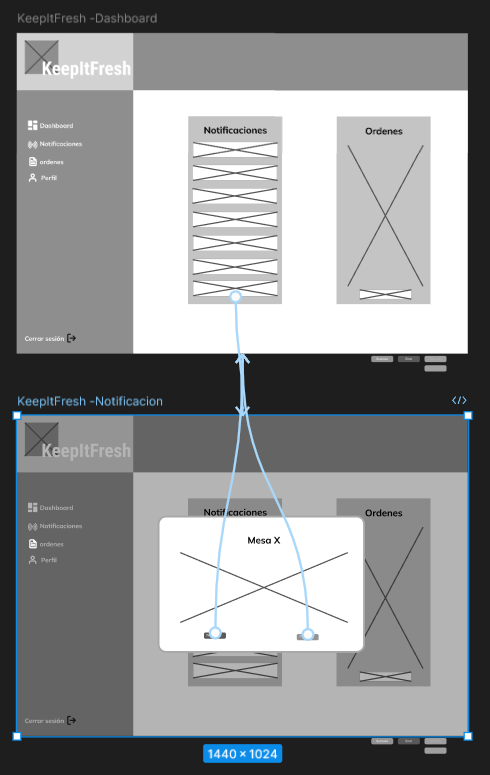 KeepItFresh -Dashboard
KeepItFresh
Dashboard
Notificaciones
ordenes
Perfil
Notificaciones
Ordenes
Cerrar sesión
KeepItFresh -Notificacion
</>
KeepItFresh
Dashboard
Notificaciones
ordenes
Perfil
Notificaciones
Ordenes
Mesa X
Cerrar sesión
1440 × 1024